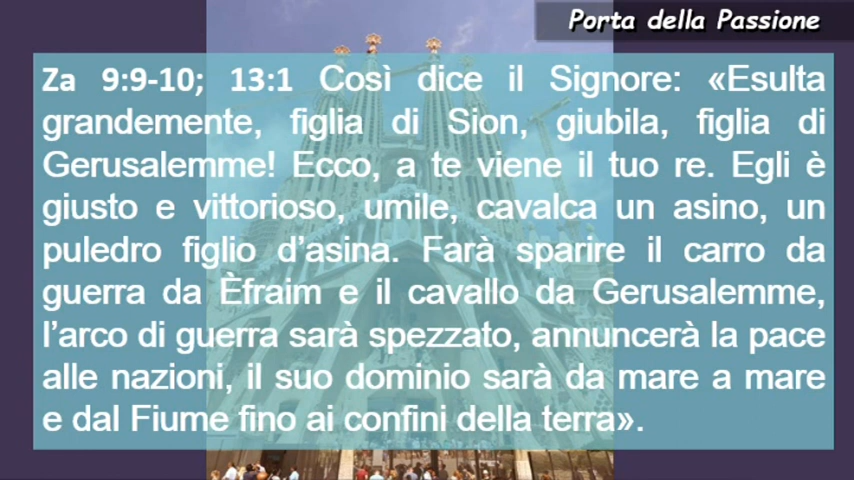 Porta della Passione
Za 9:9-10; 13:1 Così dice il Signore: «Esulta
grandemente, figlia di Sion, giubila, figlia di
Gerusalemme! Ecco, a te viene il tuo re. Egli è
giusto e vittorioso, umile, cavalca un asino, un
puledro figlio d’asina. Farà sparire il carro da
guerra da Èfraim e il cavallo da Gerusalemme,
l’arco di guerra sarà spezzato, annuncerà la pace
alle nazioni, il suo dominio sarà da mare a mare
e dal Fiume fino ai confini della terra».